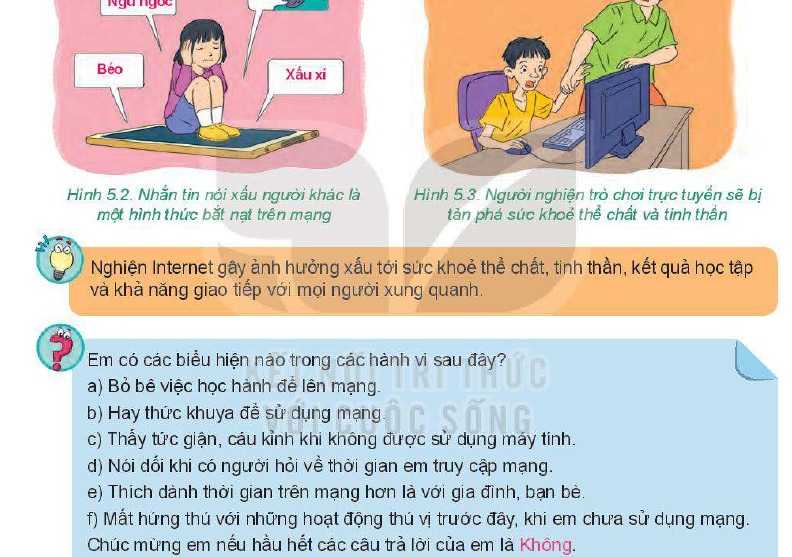 Ngu ngốc
Béo
Xấu xí
Hình 5.2. Nhắn tin nói xấu người khác là
một hình thức bắt nạt trên mạng
Hình 5.3. Người nghiện trò chơi trực tuyến sẽ bị
tàn phá sức khoẻ thể chất và tinh thần
Nghiện Internet gây ảnh hưởng xấu tới sức khoẻ thể chất, tinh thần, kết quả học tập
và khả năng giao tiếp với mọi người xung quanh.
Em có các biểu hiện nào trong các hành vi sau đây?
a) Bỏ bê việc học hành để lên mạng.
b) Hay thức khuya để sử dụng mạng.
c) Thấy tức giận, cáu kỉnh khi không được sử dụng máy tính.
d) Nói dối khi có người hỏi về thời gian em truy cập mạng.
e) Thích dành thời gian trên mạng hơn là với gia đình, bạn bè.
f) Mất hứng thú với những hoạt động thú vị trước đây, khi em chưa sử dụng mạng.
Chúc mừng em nếu hầu hết các câu trả lời của em là Không.
KẾT NỐI TRI THỨC
VỚI CUỘC SỐNG